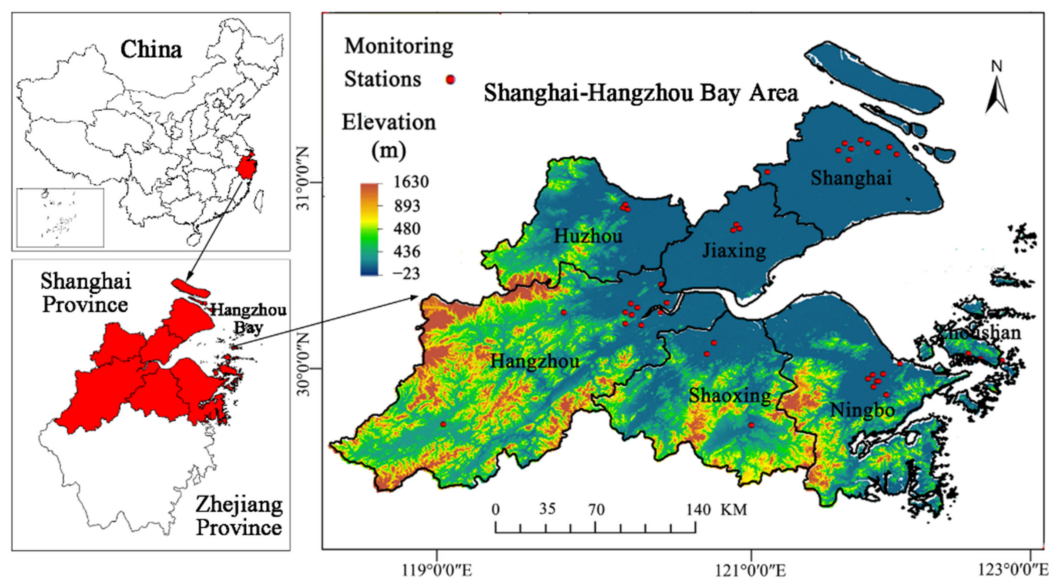 China
Shanghai
Province
Hangzhou
Bay
Zhejiang
Province
Monitoring
Stations
Shanghai-Hangzhou Bay Area
N
Elevation
(m)
1630
893
480
436
−23
31°0′0″N
30°0′0″N
Shanghai
Huzhou
Jiaxing
Zhoushan
Hangzhou
Shaoxing
Ningbo
0 35 70 140 KM
119°0′0″E 121°0′0″E 123°0′0″E